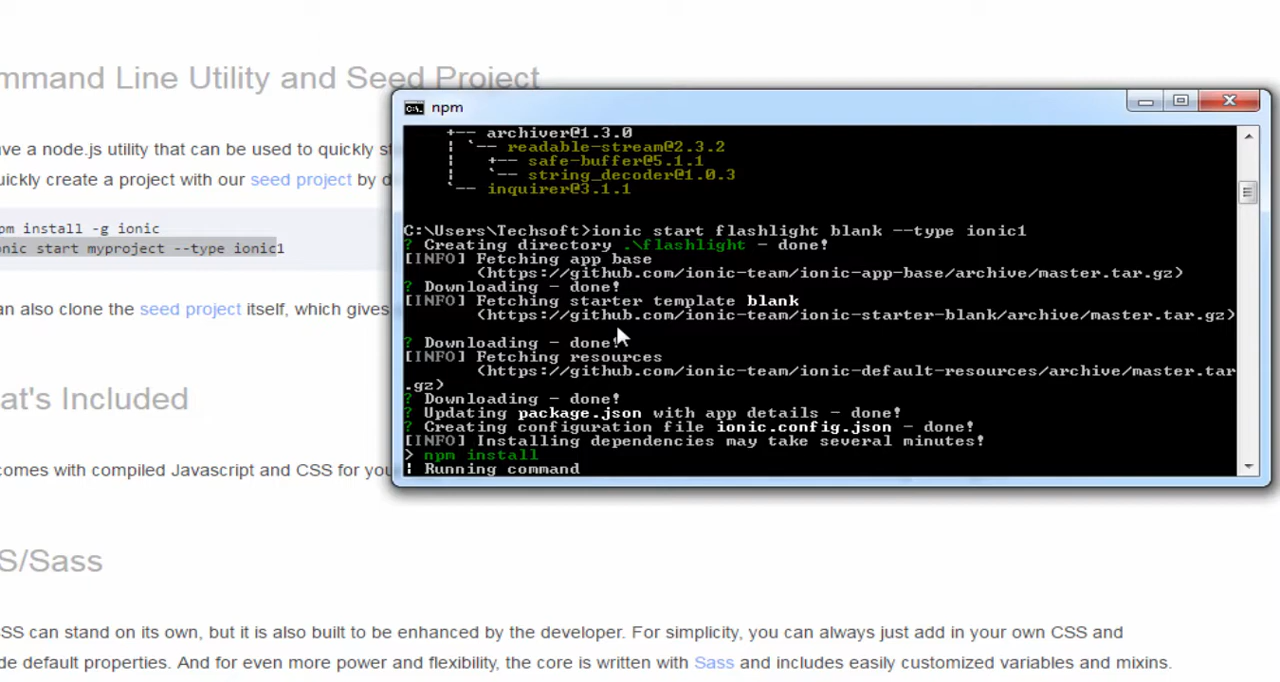 mmand Line Utility and Seed Project
ve a node.js utility that can be used to quickly st
uickly create a project with our seed project by d
pm install -g ionic
onic start myproject --type ionic1
an also clone the seed project itself, which gives
at's Included
comes with compiled Javascript and CSS for you
S/Sass
SS can stand on its own, but it is also built to be enhanced by the developer. For simplicity, you can always just add in your own CSS and
de default properties. And for even more power and flexibility, the core is written with Sass and includes easily customized variables and mixins.
C:\. npm
+-- archiver@1.3.0
| `-- readable-stream@2.3.2
|   +-- safe-buffer@5.1.1
|   `-- string_decoder@1.0.3
`-- inquirer@3.1.1
C:\Users\Techsoft>ionic start flashlight blank --type ionic1
? Creating directory .\flashlight - done!
[INFO] Fetching app base
(https://github.com/ionic-team/ionic-app-base/archive/master.tar.gz)
? Downloading - done!
[INFO] Fetching starter template blank
(https://github.com/ionic-team/ionic-starter-blank/archive/master.tar.gz)
? Downloading - done!
[INFO] Fetching resources
(https://github.com/ionic-team/ionic-default-resources/archive/master.tar
.gz)
? Downloading - done!
? Updating package.json with app details - done!
? Creating configuration file ionic.config.json - done!
[INFO] Installing dependencies may take several minutes!
> npm install
¦ Running command